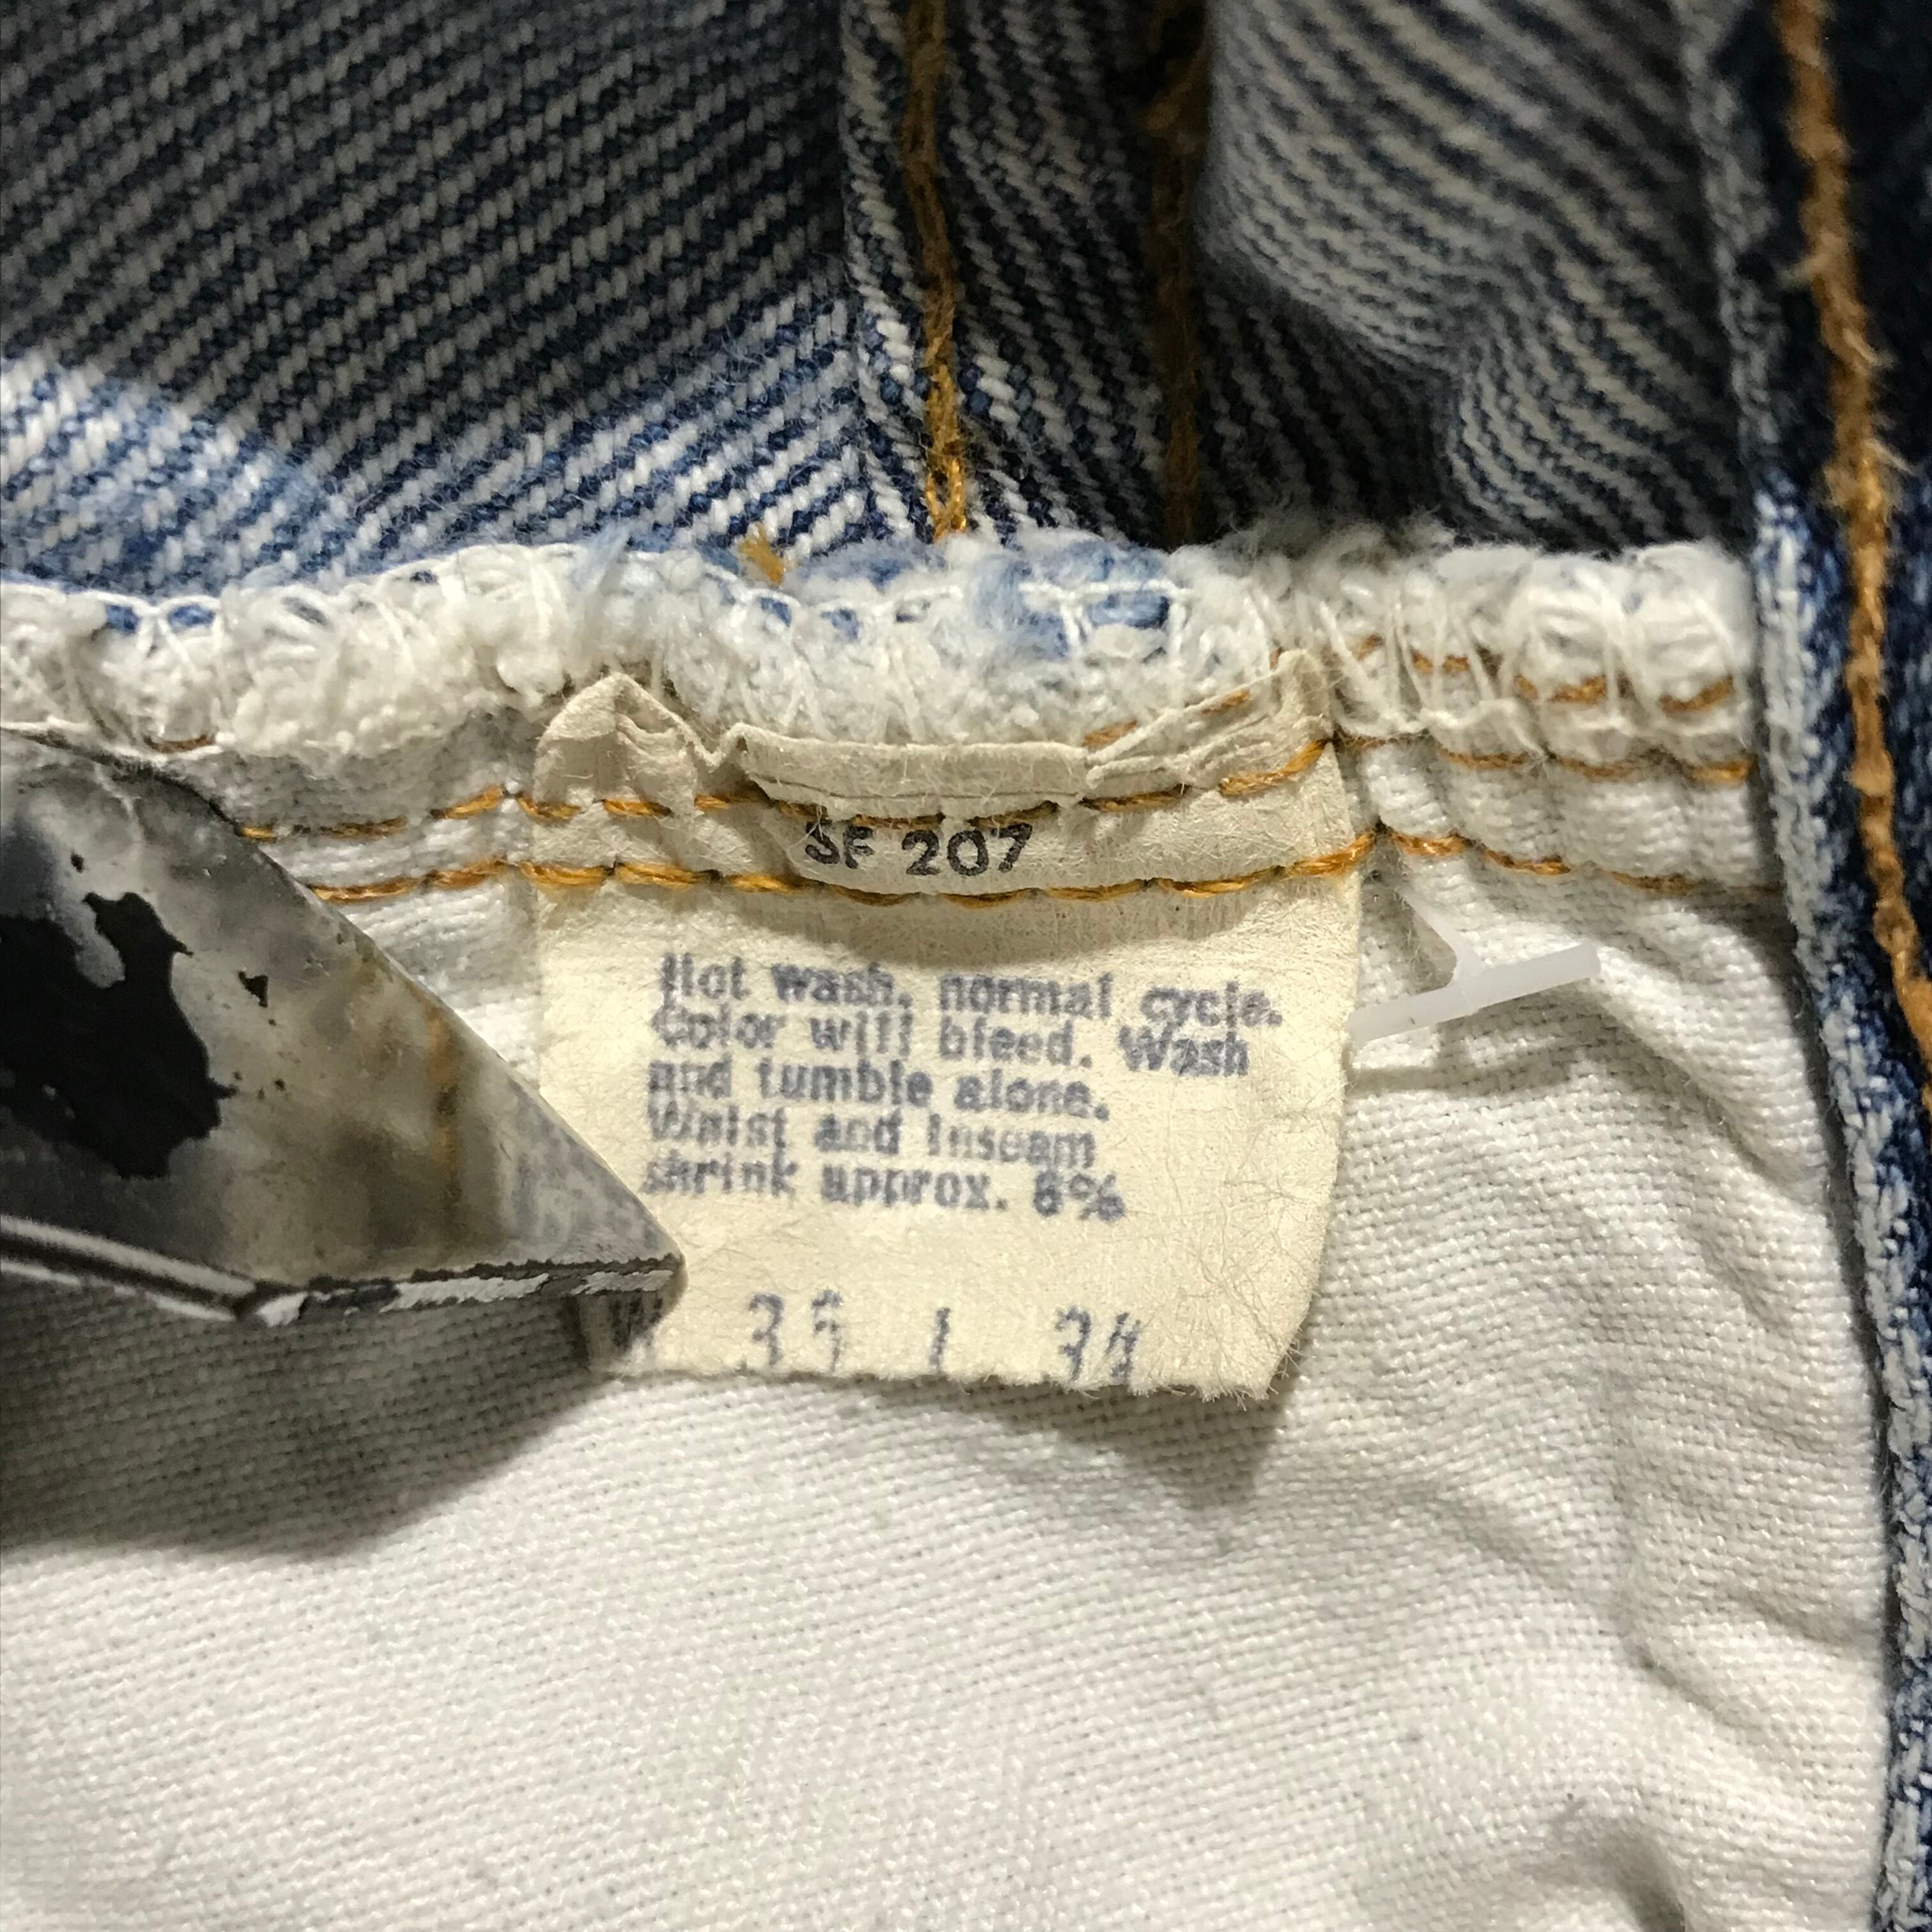 SF 207
Hot wash, normal cycle.
Color will bleed. Wash
and tumble alone.
Waist and Inseam
shrink approx. 8%
W 35 L 34